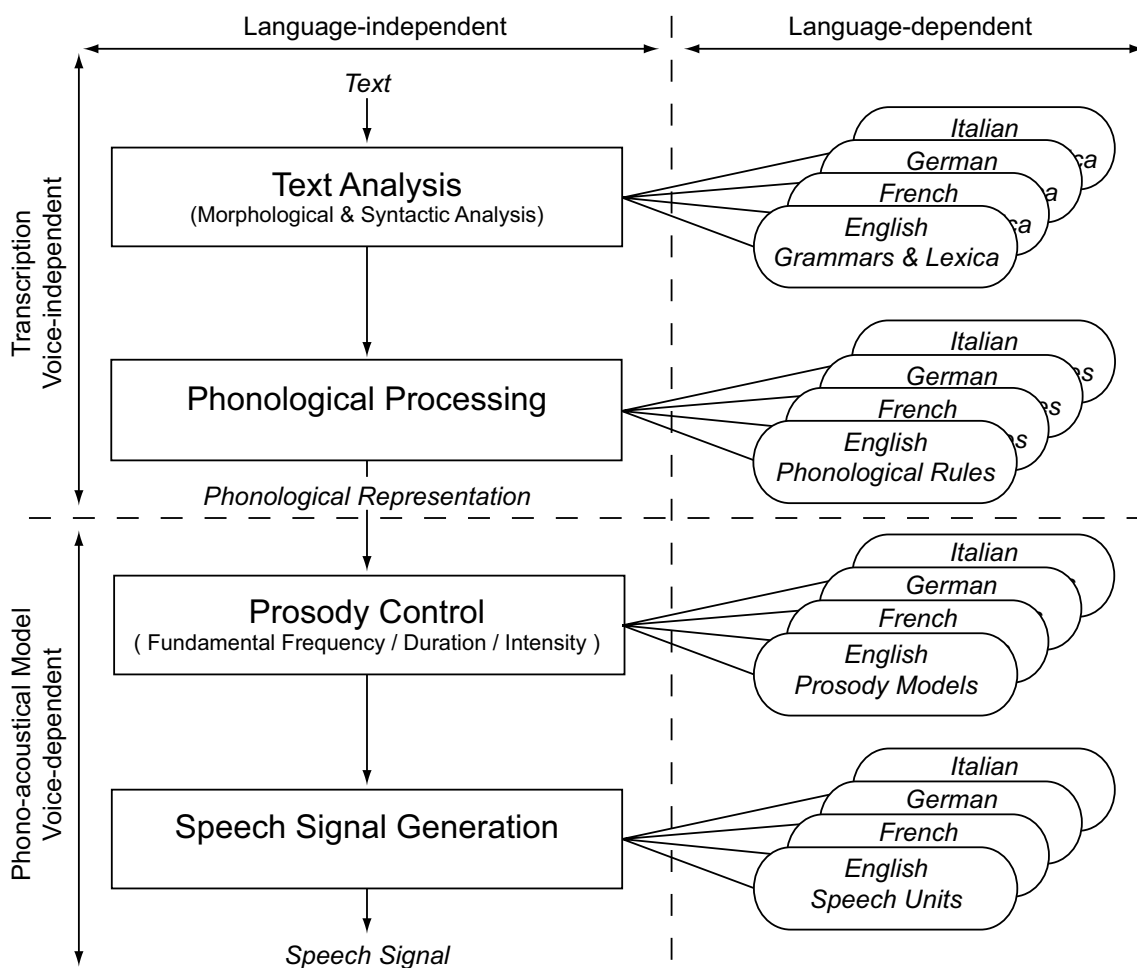 Language-independent
Language-dependent
Transcription
Voice-independent
Text
Text Analysis
(Morphological & Syntactic Analysis)
Italian
German
French
English
Grammars & Lexica
Phonological Processing
Italian
German
French
English
Phonological Rules
Phonological Representation
Phono-acoustical Model
Voice-dependent
Prosody Control
( Fundamental Frequency / Duration / Intensity )
Italian
German
French
English
Prosody Models
Speech Signal Generation
Italian
German
French
English
Speech Units
Speech Signal